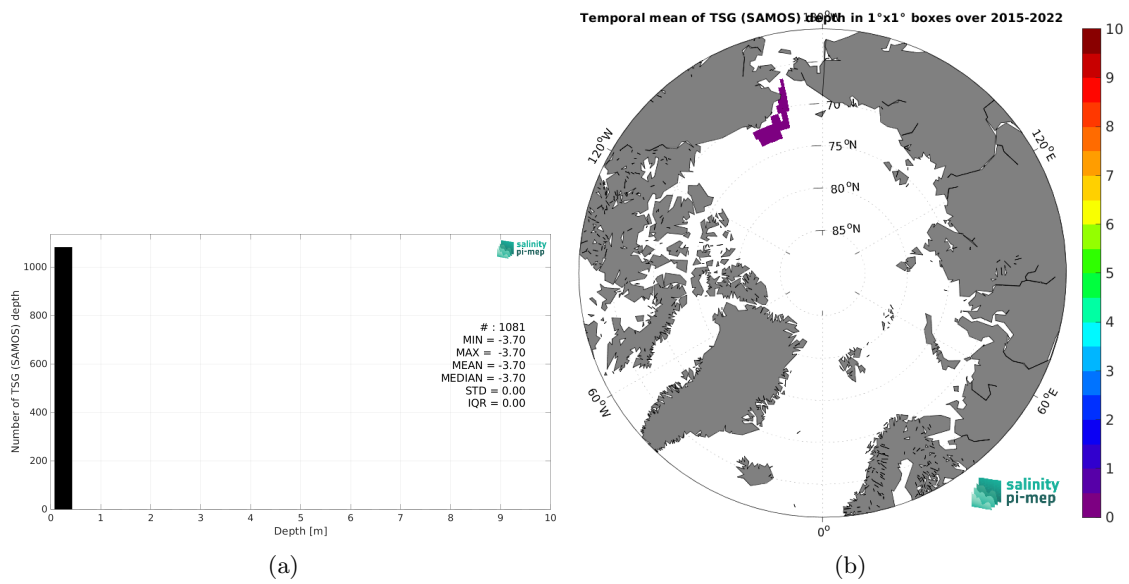 Number of TSG (SAMOS) depth
1000
800
600
400
200
0
salinity
pi-mep
# : 1081
MIN = -3.70
MAX = -3.70
MEAN = -3.70
MEDIAN = -3.70
STD = 0.00
IQR = 0.00
0 1 2 3 4 5 6 7 8 9 10
Depth [m]
(a)
Temporal mean of TSG (SAMOS) depth in 1°x1° boxes over 2015-2022
180°W
120°W
120°E
70°N
75°N
80°N
85°N
60°W
60°E
0°
salinity
pi-mep
10
9
8
7
6
5
4
3
2
1
0
(b)